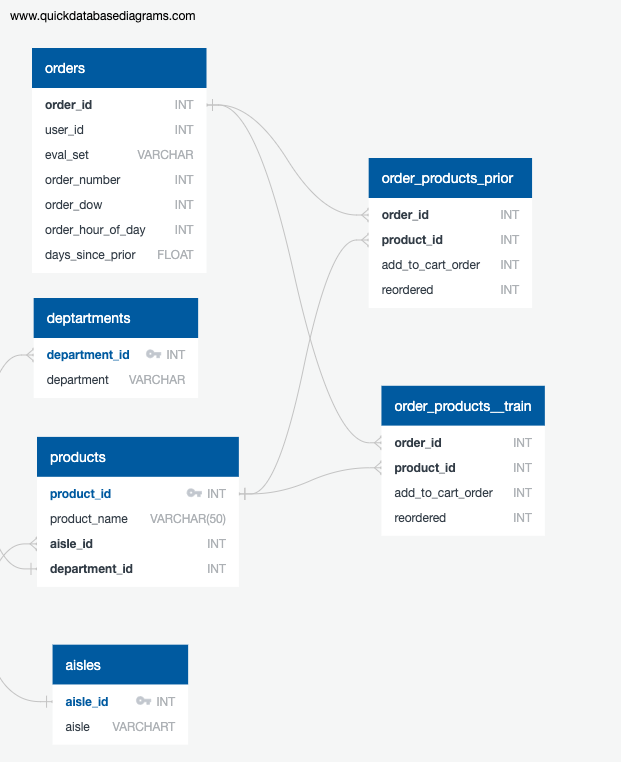 www.quickdatabasediagrams.com
orders
order_id INT
user_id INT
eval_set VARCHAR
order_number INT
order_dow INT
order_hour_of_day INT
days_since_prior FLOAT
deptartments
department_id INT
department VARCHAR
products
product_id INT
product_name VARCHAR(50)
aisle_id INT
department_id INT
aisles
aisle_id INT
aisle VARCHART
order_products_prior
order_id INT
product_id INT
add_to_cart_order INT
reordered INT
order_products__train
order_id INT
product_id INT
add_to_cart_order INT
reordered INT